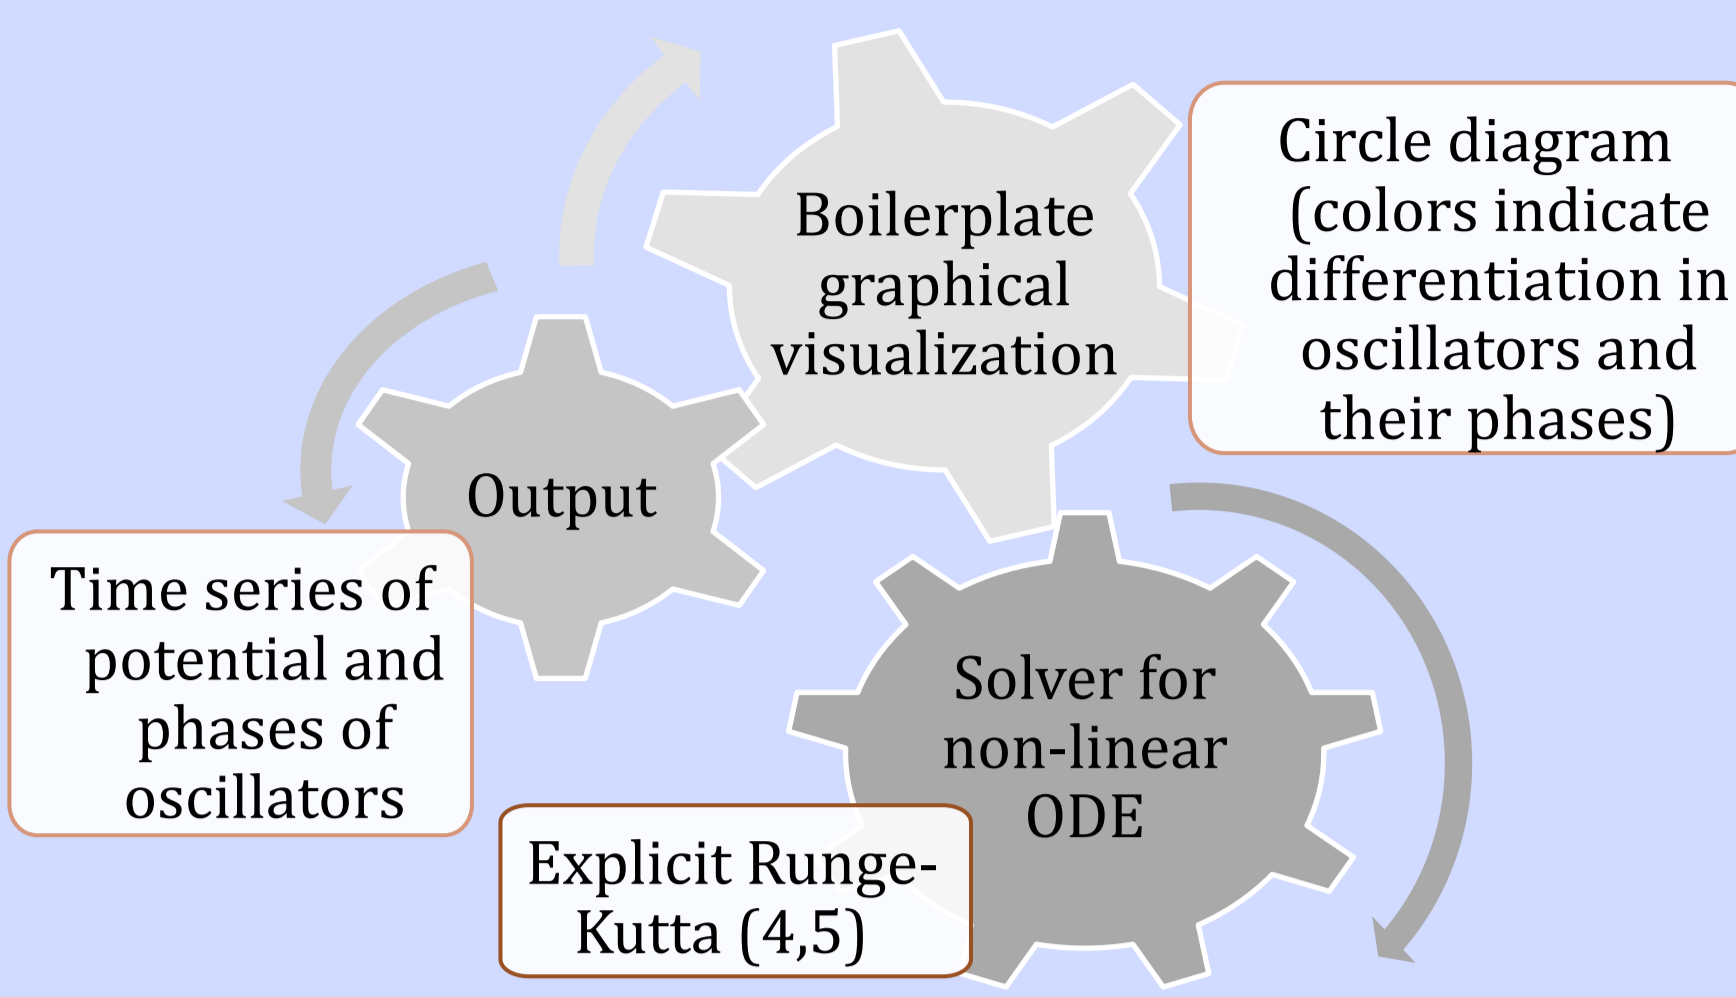 Boilerplate
graphical
visualization
Circle diagram
(colors indicate
differentiation in
oscillators and
their phases)
Output
Time series of
potential and
phases of
oscillators
Solver for
non-linear
ODE
Explicit Runge-
Kutta (4,5)